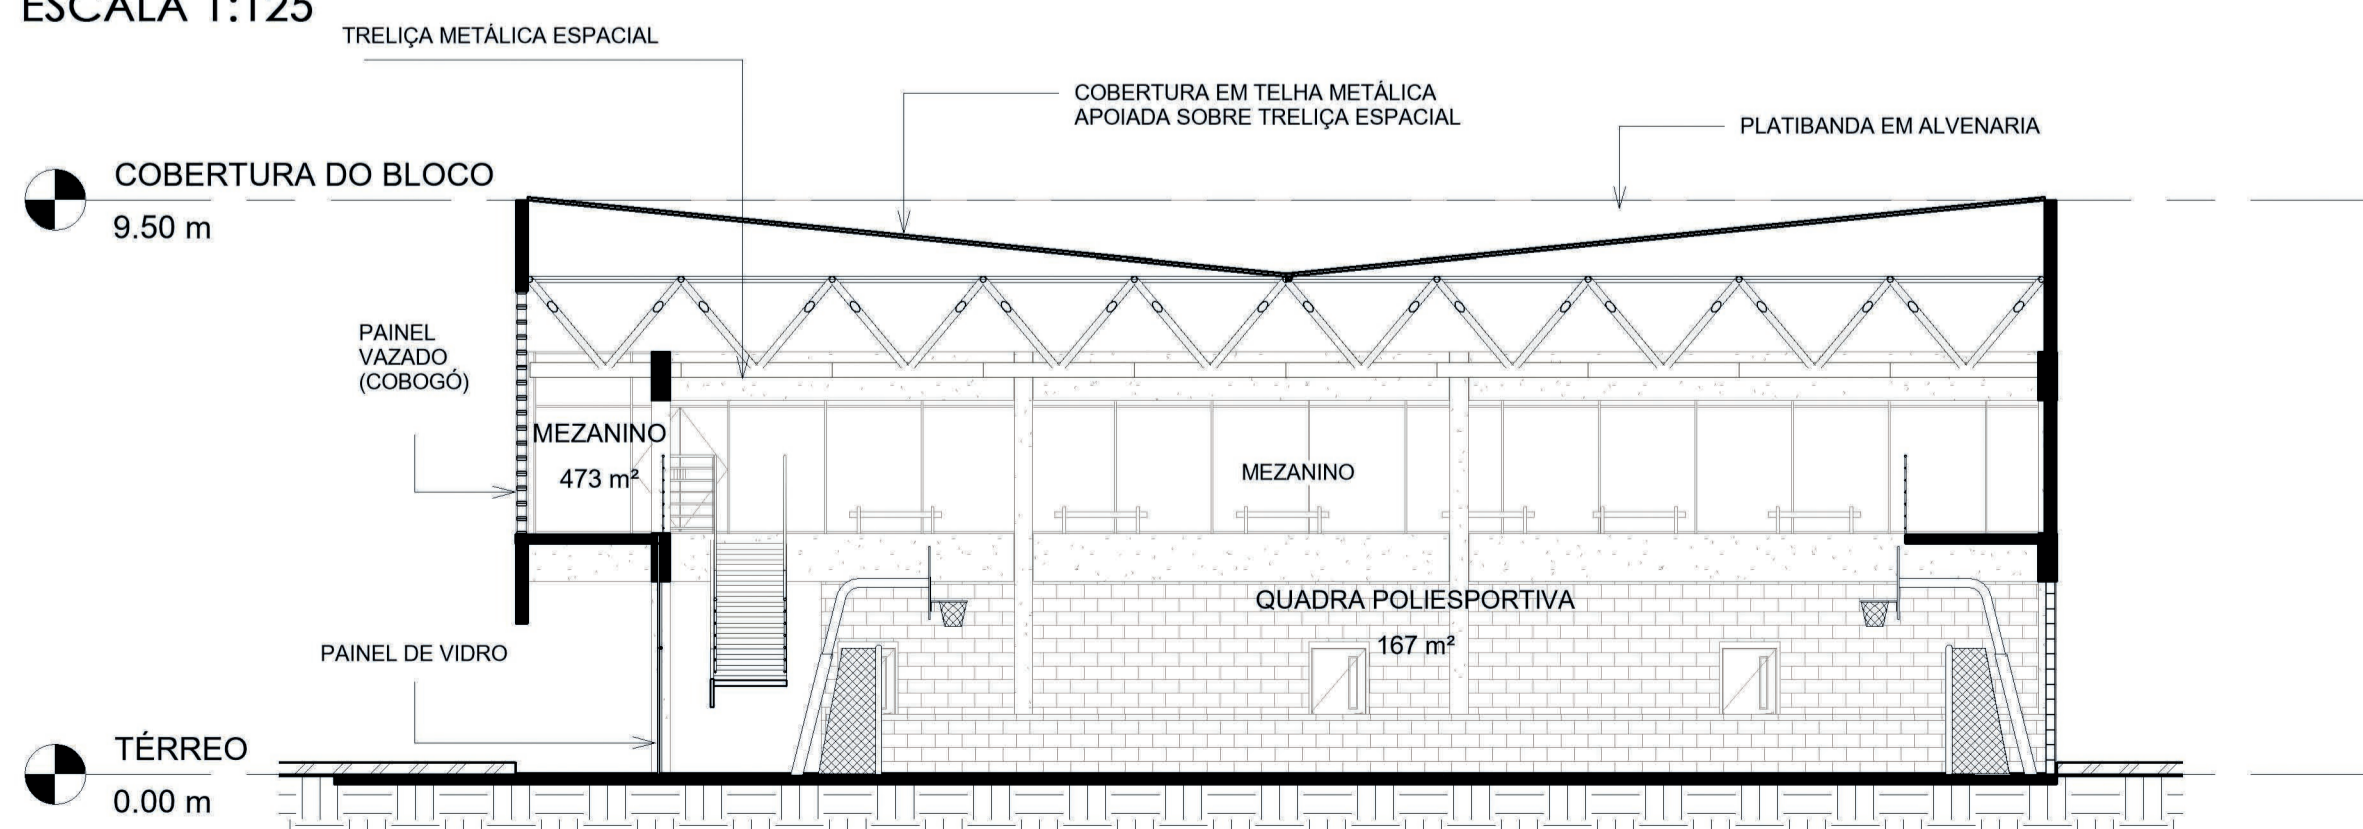 ESCALA 1:125
TRELIÇA METÁLICA ESPACIAL
COBERTURA EM TELHA METÁLICA
APOIADA SOBRE TRELIÇA ESPACIAL
PLATIBANDA EM ALVENARIA
COBERTURA DO BLOCO
9.50 m
PAINEL
VAZADO
(COBOGÓ)
MEZANINO
473 m²
MEZANINO
QUADRA POLIESPORTIVA
167 m²
PAINEL DE VIDRO
TÉRREO
0.00 m